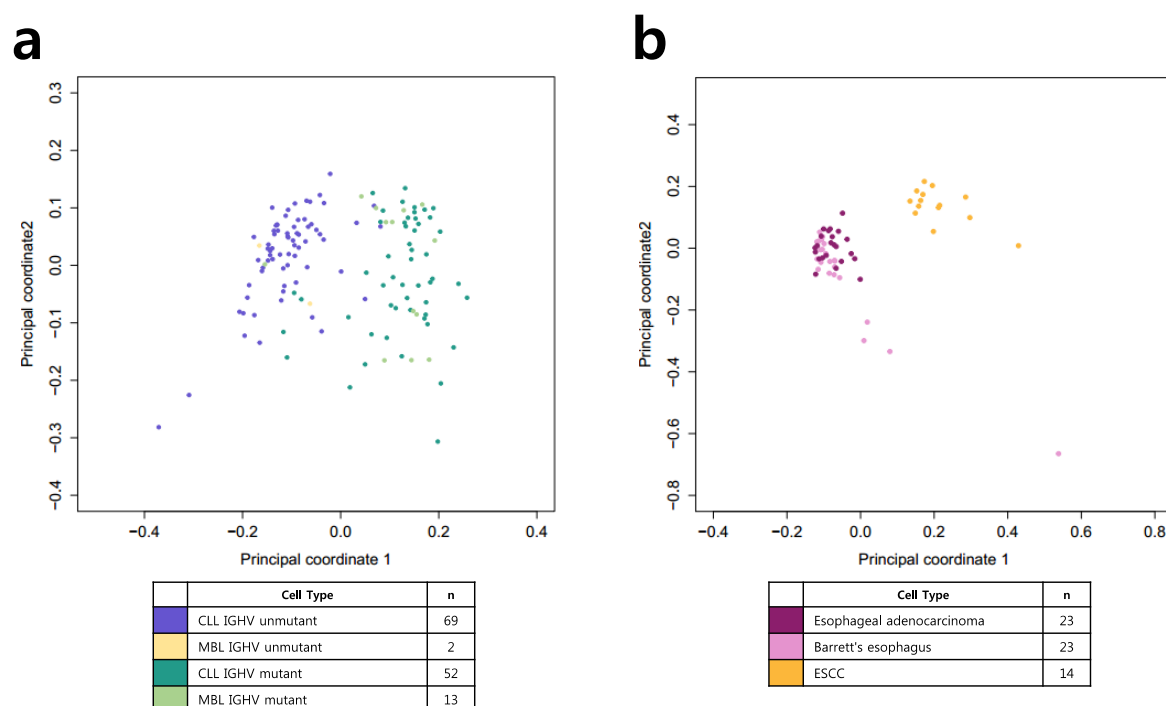 a
0.3
0.2
0.1
0.0
−0.1
−0.2
−0.3
−0.4
Principal coordinate2
−0.4 −0.2 0.0 0.2 0.4
Principal coordinate 1
Cell Type n
CLL IGHV unmutant 69
MBL IGHV unmutant 2
CLL IGHV mutant 52
MBL IGHV mutant 13
b
0.4
0.2
0.0
−0.2
−0.4
−0.6
−0.8
Principal coordinate2
−0.4 −0.2 0.0 0.2 0.4 0.6 0.8
Principal coordinate 1
Cell Type n
Esophageal adenocarcinoma 23
Barrett's esophagus 23
ESCC 14